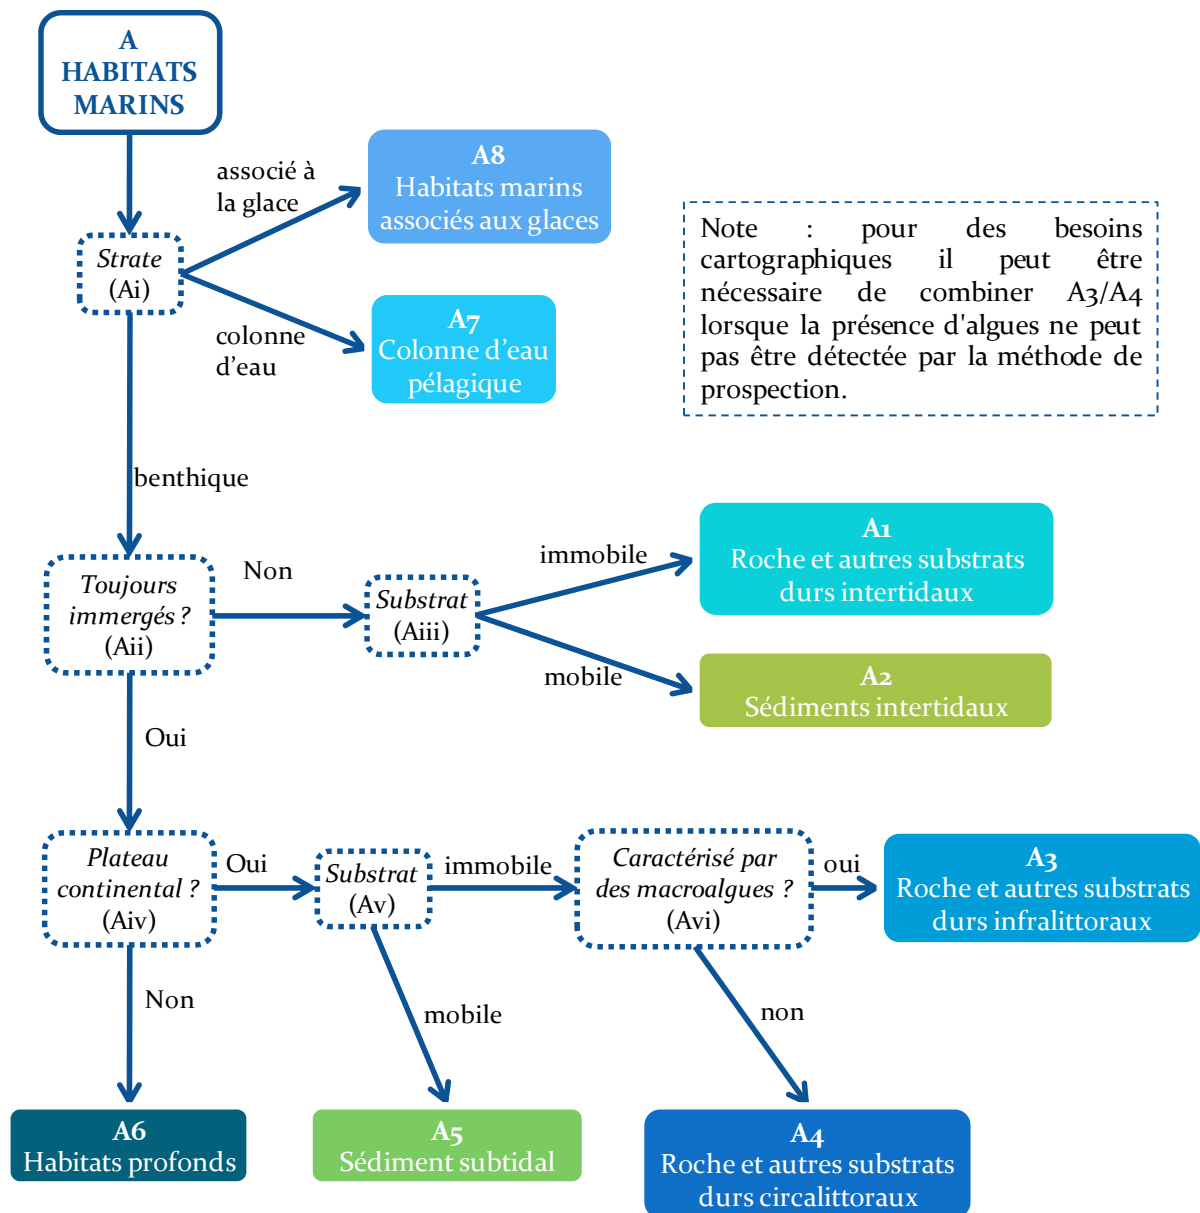 A
HABITATS
MARINS
associé à
la glace
A8
Habitats marins
associés aux glaces
Strate
(Ai)
Note : pour des besoins
cartographiques il peut être
nécessaire de combiner A3/A4
lorsque la présence d'algues ne peut
pas être détectée par la méthode de
prospection.
colonne
d’eau
A7
Colonne d’eau
pélagique
benthique
Toujours
immergés ?
(Aii)
Non
Substrat
(Aiii)
immobile
A1
Roche et autres substrats
durs intertidaux
mobile
A2
Sédiments intertidaux
Oui
Plateau
continental ?
(Aiv)
Oui
Substrat
(Av)
immobile
Caractérisé par
des macroalgues ?
(Avi)
oui
A3
Roche et autres substrats
durs infralittoraux
Non
mobile
non
A6
Habitats profonds
A5
Sédiment subtidal
A4
Roche et autres substrats
durs circalittoraux